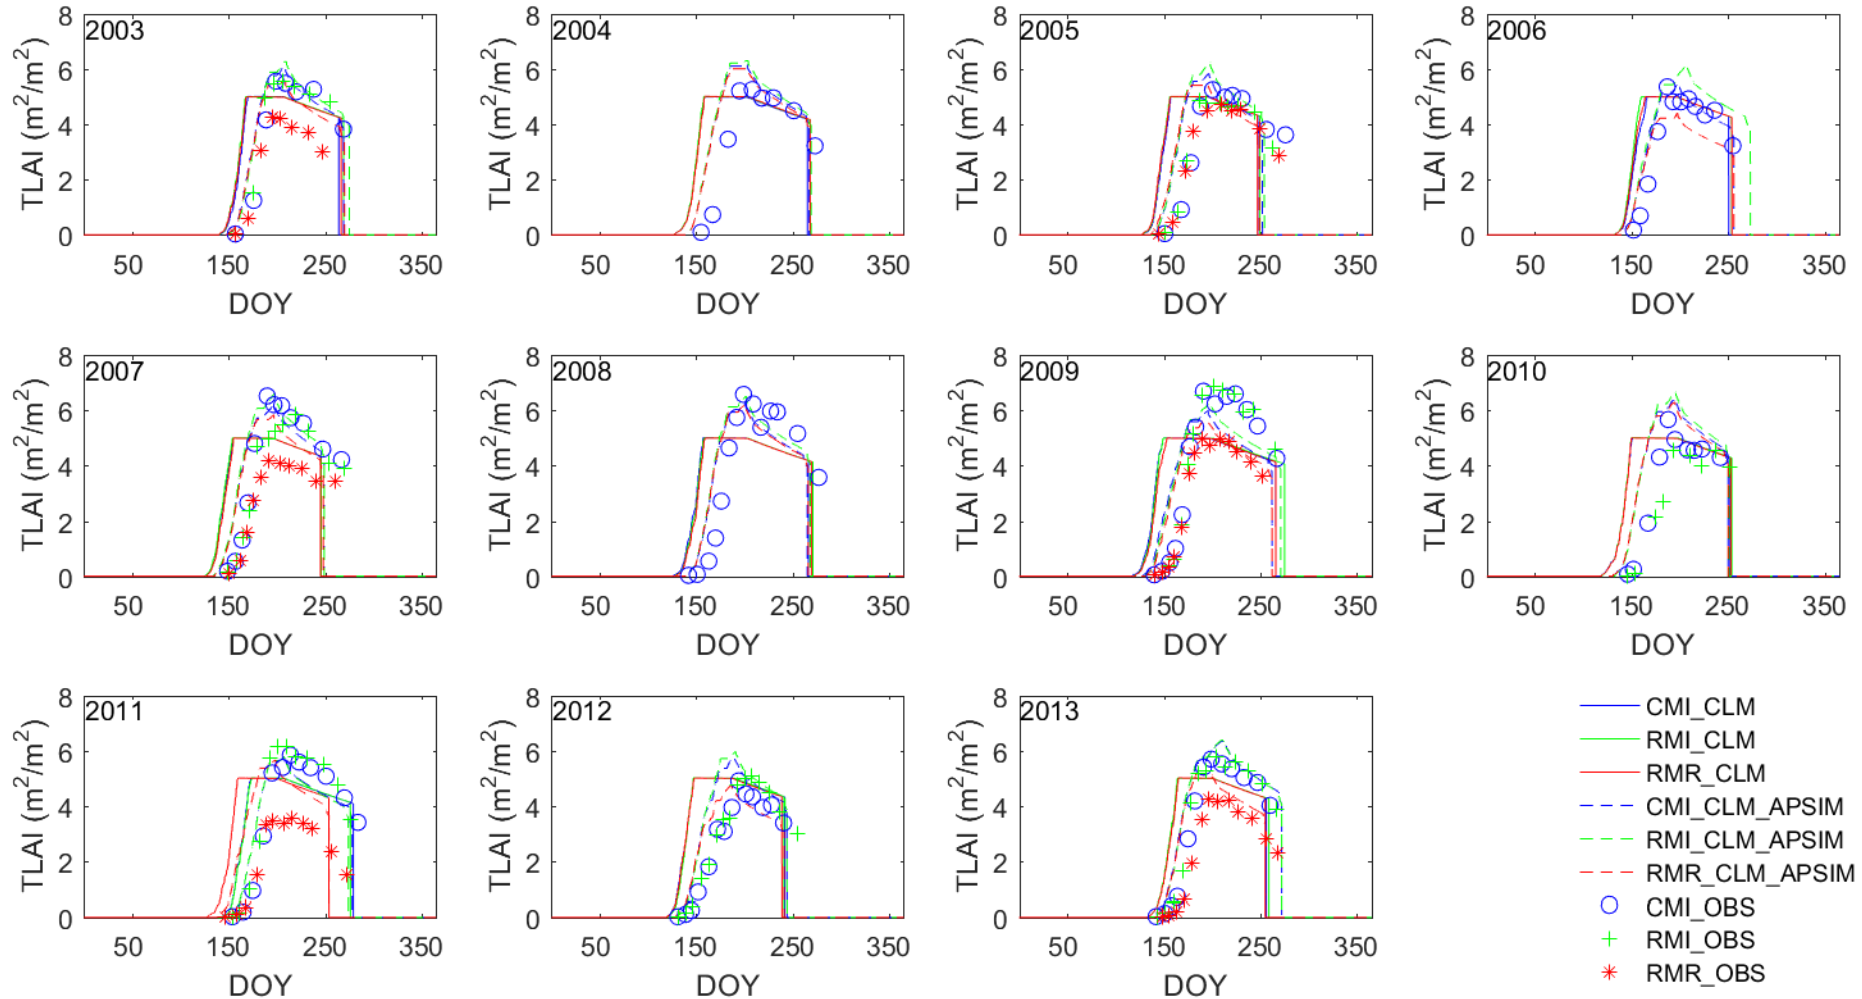 8
6
4
2
0
TLAI (m²/m²)
2003
50 150 250 350
DOY
8
6
4
2
0
TLAI (m²/m²)
2004
50 150 250 350
DOY
8
6
4
2
0
TLAI (m²/m²)
2005
50 150 250 350
DOY
8
6
4
2
0
TLAI (m²/m²)
2006
50 150 250 350
DOY
8
6
4
2
0
TLAI (m²/m²)
2007
50 150 250 350
DOY
8
6
4
2
0
TLAI (m²/m²)
2008
50 150 250 350
DOY
8
6
4
2
0
TLAI (m²/m²)
2009
50 150 250 350
DOY
8
6
4
2
0
TLAI (m²/m²)
2010
50 150 250 350
DOY
8
6
4
2
0
TLAI (m²/m²)
2011
50 150 250 350
DOY
8
6
4
2
0
TLAI (m²/m²)
2012
50 150 250 350
DOY
8
6
4
2
0
TLAI (m²/m²)
2013
50 150 250 350
DOY
CMI_CLM
RMI_CLM
RMR_CLM
CMI_CLM_APSIM
RMI_CLM_APSIM
RMR_CLM_APSIM
CMI_OBS
RMI_OBS
RMR_OBS